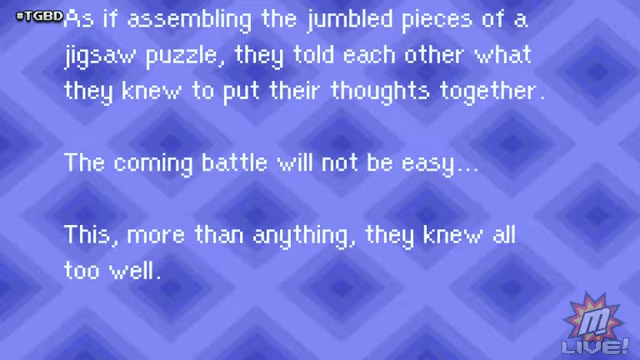 #TGBD
As if assembling the jumbled pieces of a
jigsaw puzzle, they told each other what
they knew to put their thoughts together.
The coming battle will not be easy...
This, more than anything, they knew all
too well.
M
LIVE!